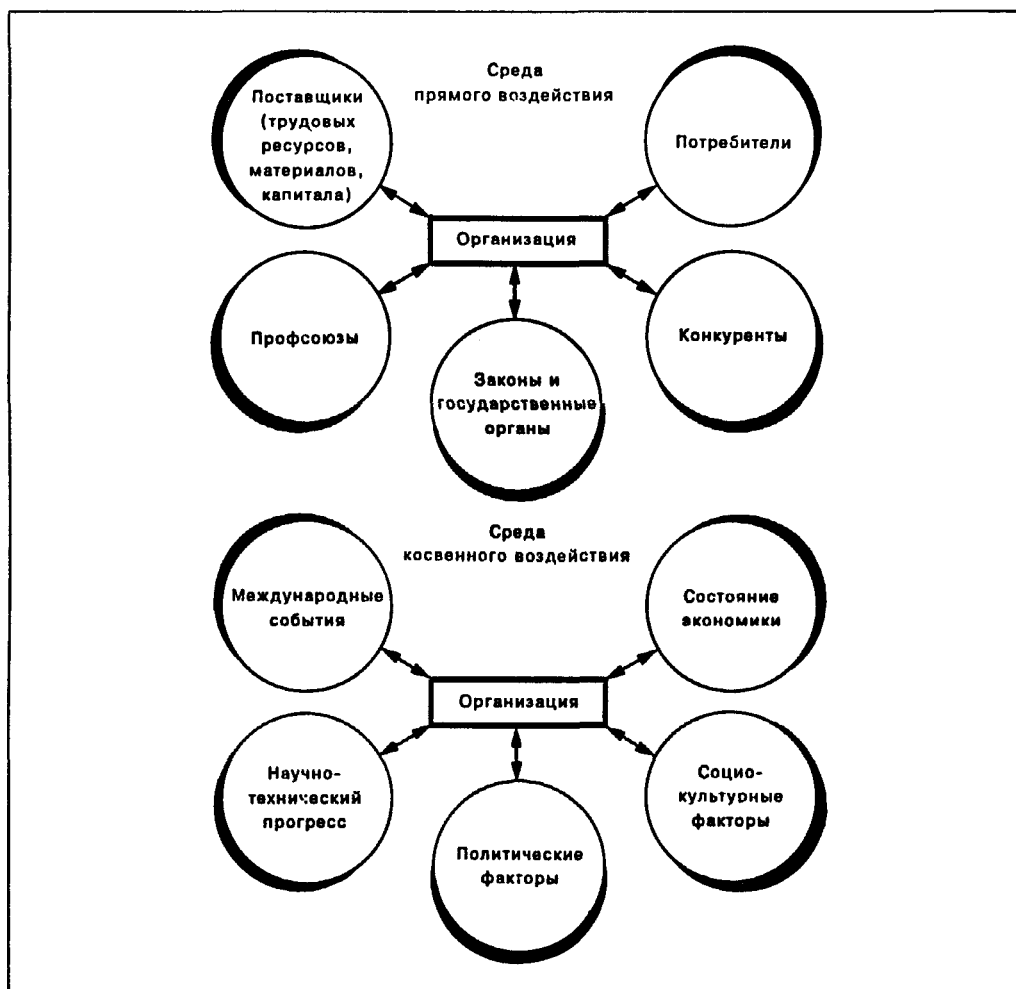 Среда
прямого воздействия
Поставщики
(трудовых
ресурсов,
материалов,
капитала)
Потребители
Организация
Профсоюзы
Конкуренты
Законы и
государственные
органы
Среда
косвенного воздействия
Международные
события
Состояние
экономики
Организация
Научно-
технический
прогресс
Социо-
культурные
факторы
Политические
факторы